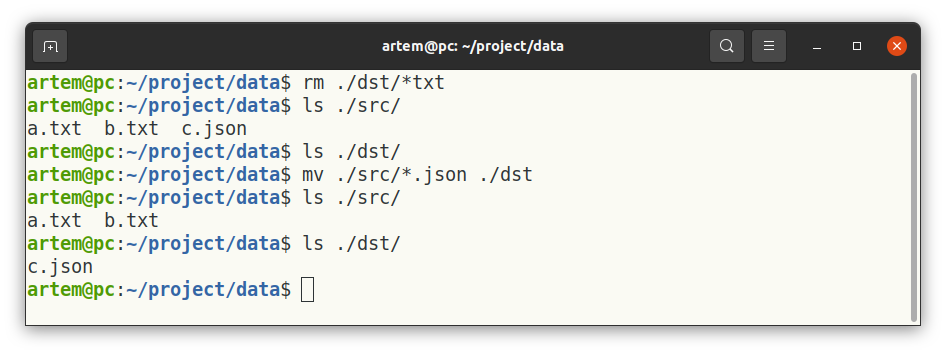 artem@pc: ~/project/data
artem@pc:~/project/data$ rm ./dst/*txt
artem@pc:~/project/data$ ls ./src/
a.txt  b.txt  c.json
artem@pc:~/project/data$ ls ./dst/
artem@pc:~/project/data$ mv ./src/*.json ./dst
artem@pc:~/project/data$ ls ./src/
a.txt  b.txt
artem@pc:~/project/data$ ls ./dst/
c.json
artem@pc:~/project/data$